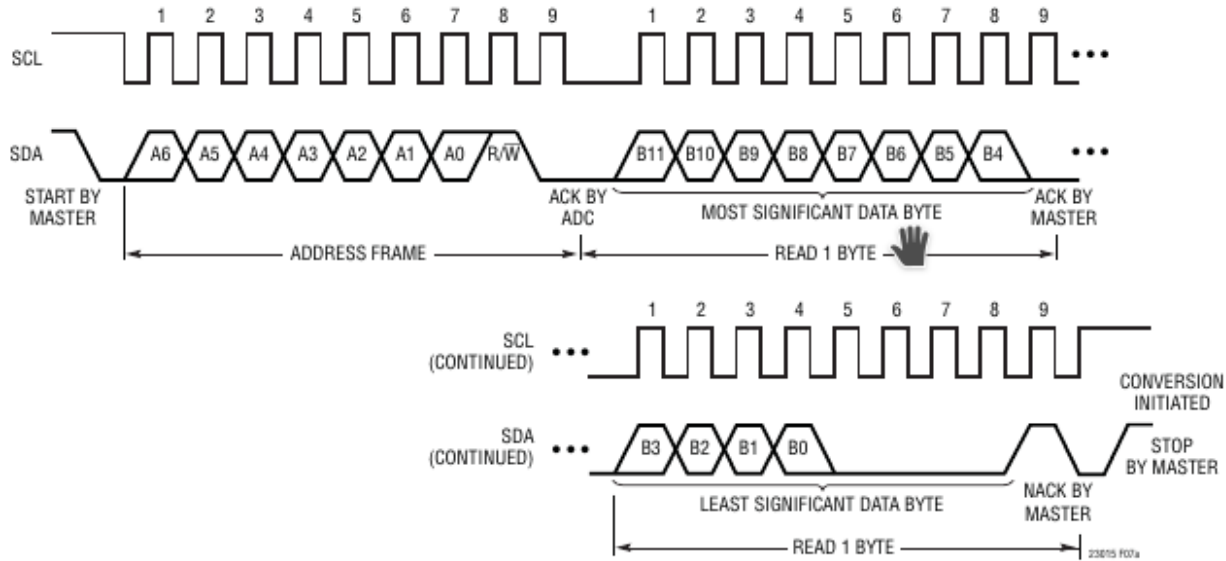 1 2 3 4 5 6 7 8 9 1 2 3 4 5 6 7 8 9
SCL •••
SDA A6 A5 A4 A3 A2 A1 A0 R/W̅ B11 B10 B9 B8 B7 B6 B5 B4 •••
START BY
MASTER
ACK BY
ADC
MOST SIGNIFICANT DATA BYTE
ACK BY
MASTER
ADDRESS FRAME READ 1 BYTE
1 2 3 4 5 6 7 8 9
SCL
(CONTINUED) •••
CONVERSION
INITIATED
SDA
(CONTINUED) ••• B3 B2 B1 B0
STOP
BY MASTER
LEAST SIGNIFICANT DATA BYTE
NACK BY
MASTER
READ 1 BYTE
23015 F07a